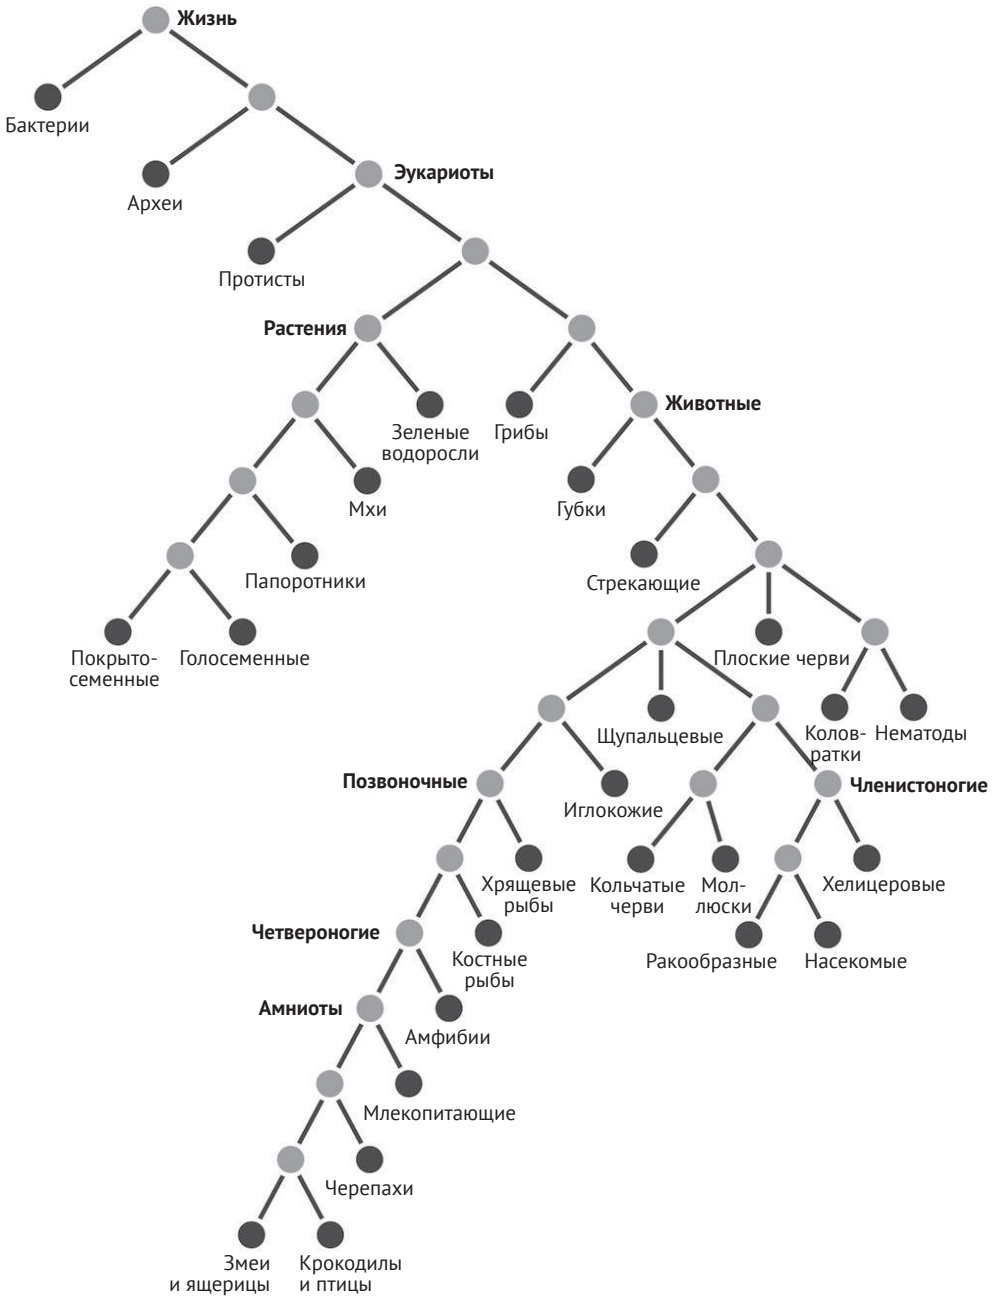 Жизнь
Бактерии
Эукариоты
Археи
Протисты
Растения
Животные
Зеленые
водоросли
Грибы
Мхи
Губки
Папоротники
Стрекающие
Покрыто-
семенные
Голосеменные
Плоские черви
Щупальцевые
Колов-
ратки
Нематоды
Позвоночные
Иглокожие
Членистоногие
Хрящевые
рыбы
Кольчатые
черви
Мол-
люски
Хелицеровые
Четвероногие
Костные
рыбы
Ракообразные
Насекомые
Амниоты
Амфибии
Млекопитающие
Черепахи
Змеи
и ящерицы
Крокодилы
и птицы